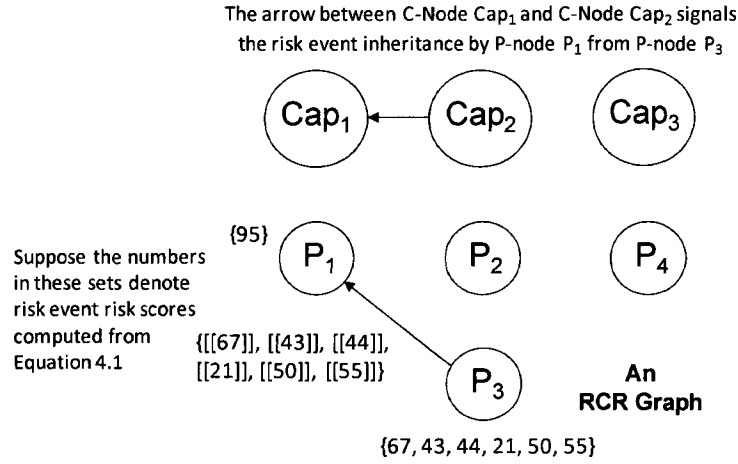 The arrow between C-Node Cap₁ and C-Node Cap₂ signals
the risk event inheritance by P-node P₁ from P-node P₃
Cap₁
Cap₂
Cap₃
{95}
P₁
P₂
P₄
Suppose the numbers
in these sets denote
risk event risk scores
computed from
Equation 4.1
{[[67]], [[43]], [[44]],
[[21]], [[50]], [[55]]}
P₃
An
RCR Graph
{67, 43, 44, 21, 50, 55}